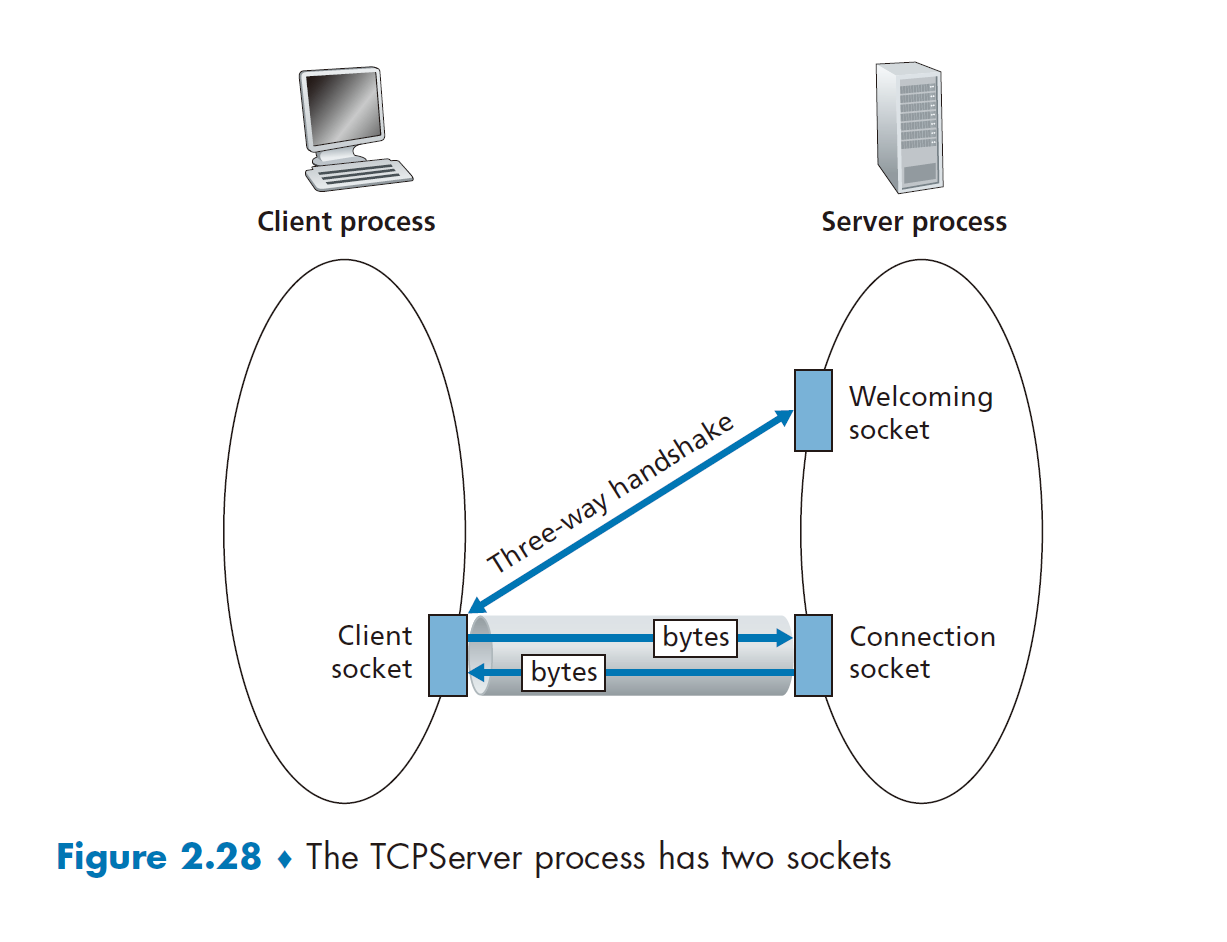 Client process
Server process
Welcoming
socket
Three-way handshake
Client
socket
bytes
bytes
Connection
socket
Figure 2.28 ♦ The TCPServer process has two sockets